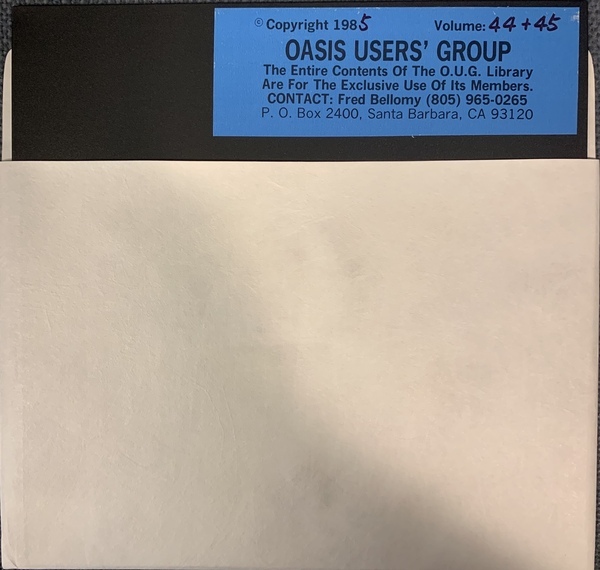 © Copyright 1985 Volume: 44 + 45
OASIS USERS' GROUP
The Entire Contents Of The O.U.G. Library
Are For The Exclusive Use Of Its Members.
CONTACT: Fred Bellomy (805) 965-0265
P. O. Box 2400, Santa Barbara, CA 93120